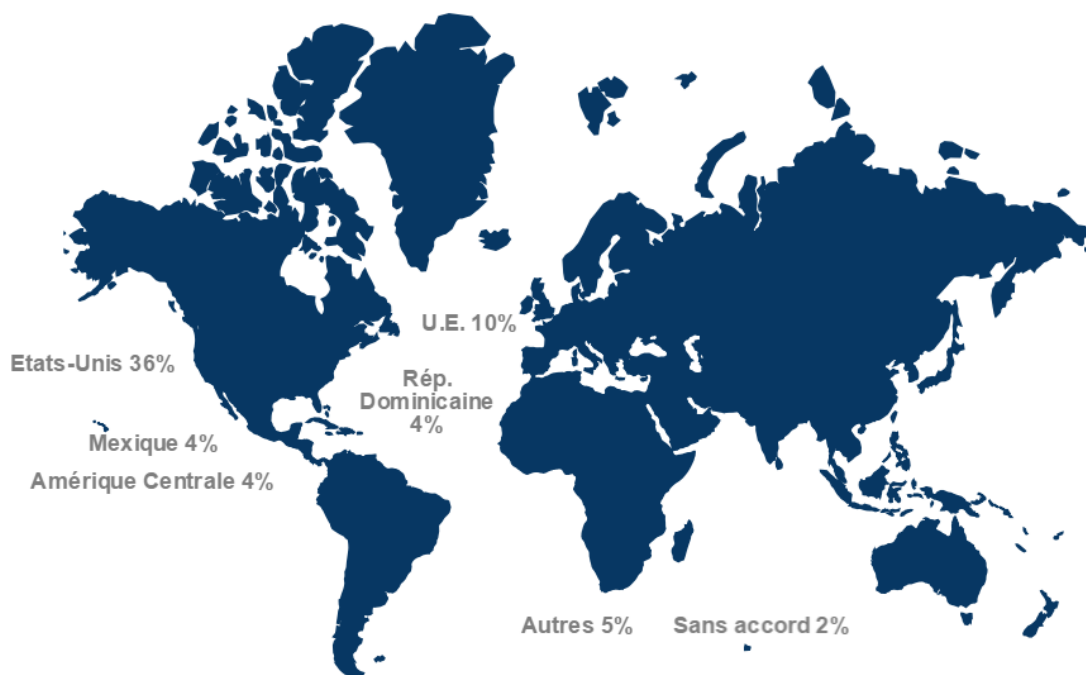 U.E. 10%
Etats-Unis 36%
Rép.
Dominicaine
4%
Mexique 4%
Amérique Centrale 4%
Autres 5%
Sans accord 2%